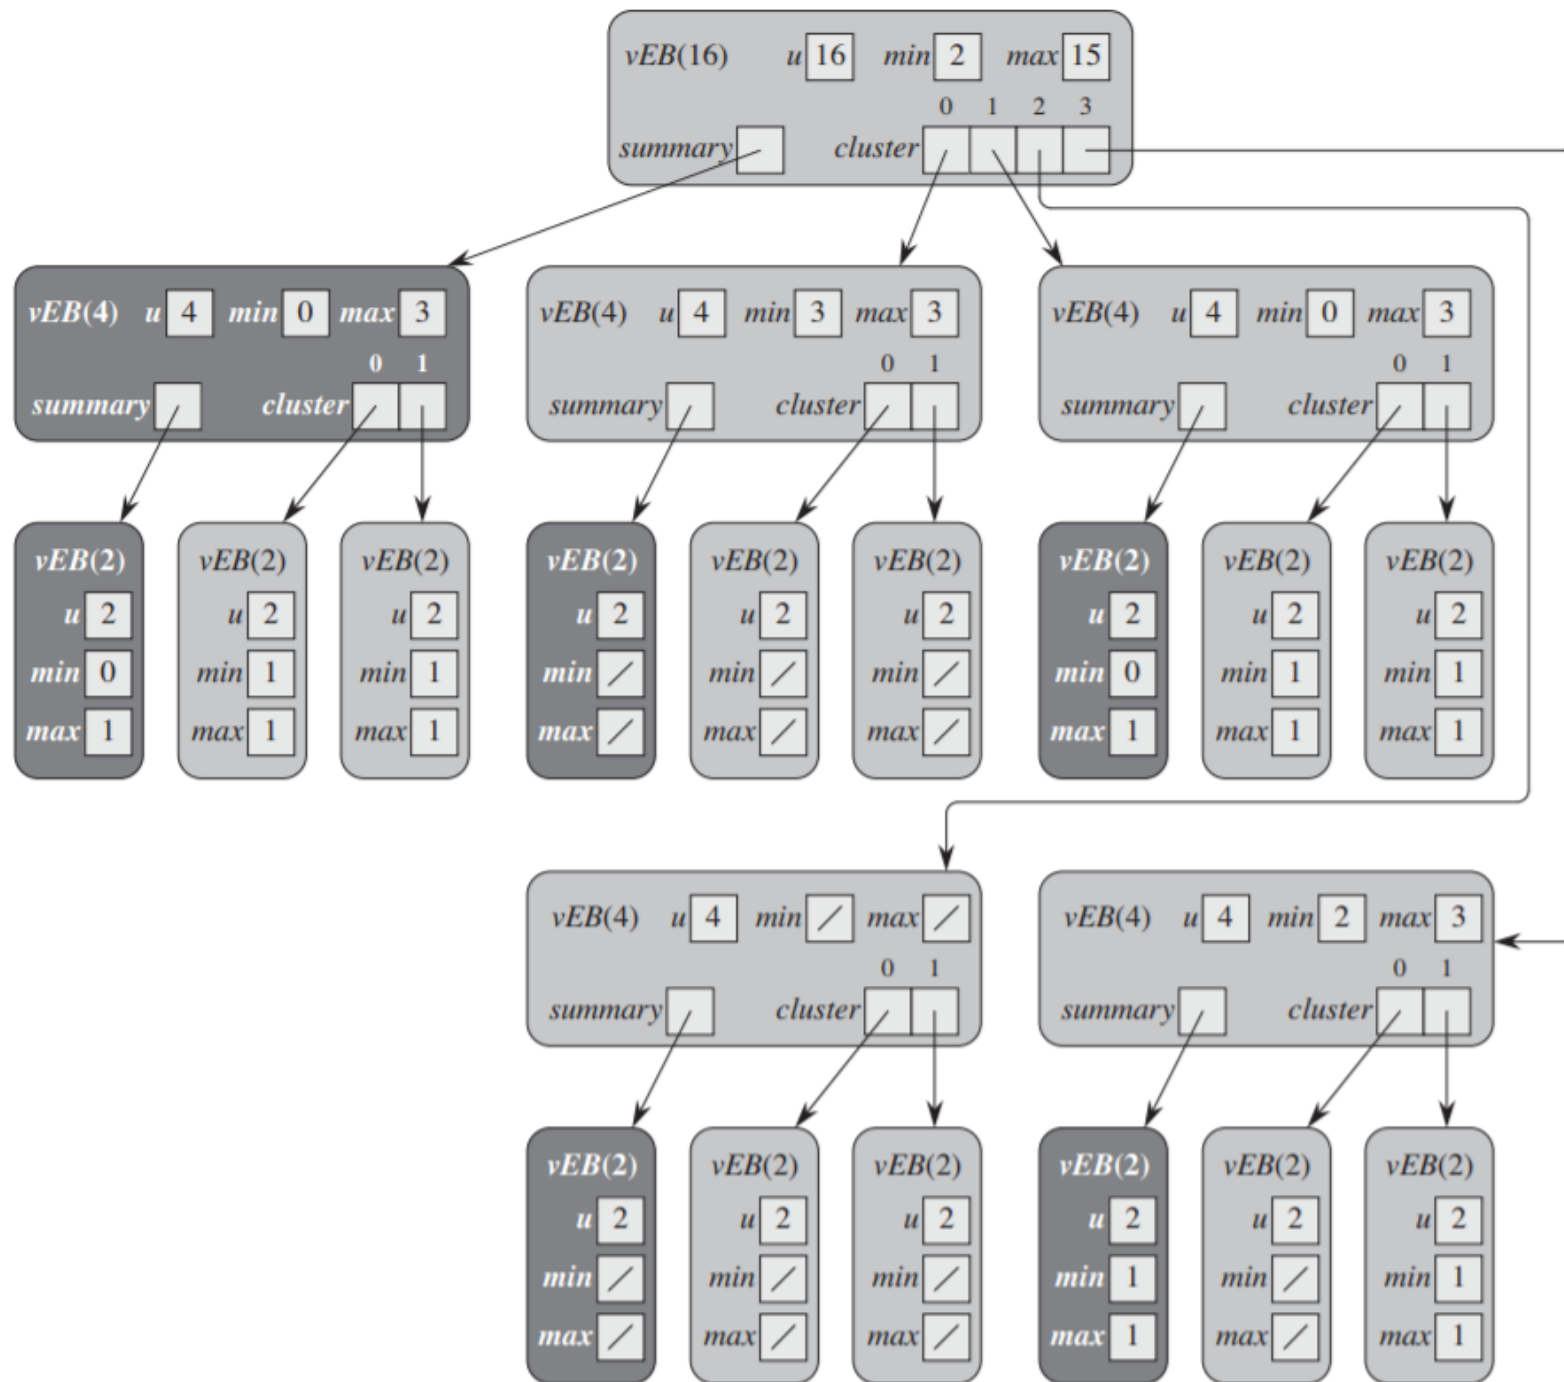 vEB(16) u 16 min 2 max 15
0 1 2 3
summary cluster
vEB(4) u 4 min 0 max 3
0 1
summary cluster
vEB(4) u 4 min 3 max 3
0 1
summary cluster
vEB(4) u 4 min 0 max 3
0 1
summary cluster
vEB(2)
u 2
min 0
max 1
vEB(2)
u 2
min 1
max 1
vEB(2)
u 2
min 1
max 1
vEB(2)
u 2
min /
max /
vEB(2)
u 2
min /
max /
vEB(2)
u 2
min /
max /
vEB(2)
u 2
min 0
max 1
vEB(2)
u 2
min 1
max 1
vEB(2)
u 2
min 1
max 1
vEB(4) u 4 min / max /
0 1
summary cluster
vEB(4) u 4 min 2 max 3
0 1
summary cluster
vEB(2)
u 2
min /
max /
vEB(2)
u 2
min /
max /
vEB(2)
u 2
min /
max /
vEB(2)
u 2
min 1
max 1
vEB(2)
u 2
min /
max /
vEB(2)
u 2
min 1
max 1